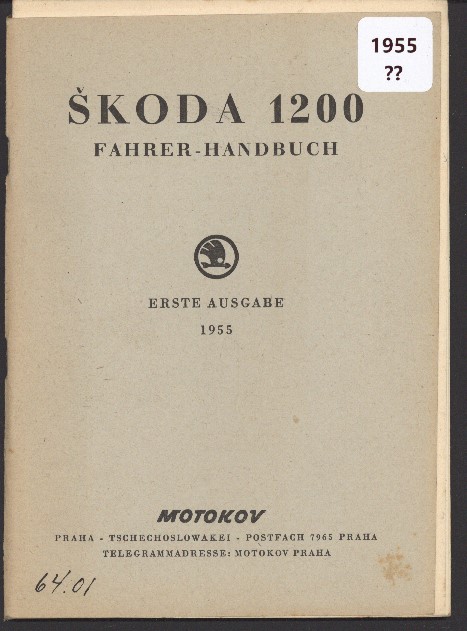 1955
??
ŠKODA 1200
FAHRER-HANDBUCH
ERSTE AUSGABE
1955
MOTOKOV
PRAHA - TSCHECHOSLOWAKEI - POSTFACH 7965 PRAHA
TELEGRAMMADRESSE: MOTOKOV PRAHA
64.01